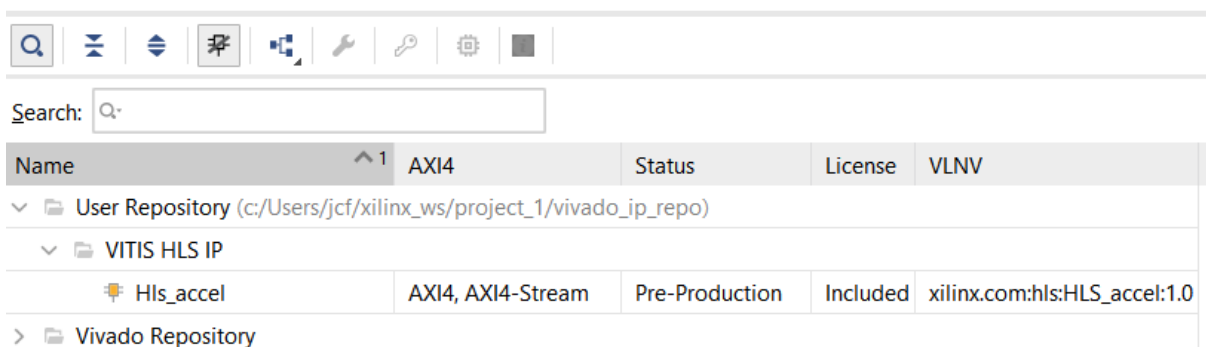 Search:
Name 1 AXI4 Status License VLNV
User Repository (c:/Users/jcf/xilinx_ws/project_1/vivado_ip_repo)
VITIS HLS IP
Hls_accel AXI4, AXI4-Stream Pre-Production Included xilinx.com:hls:HLS_accel:1.0
Vivado Repository